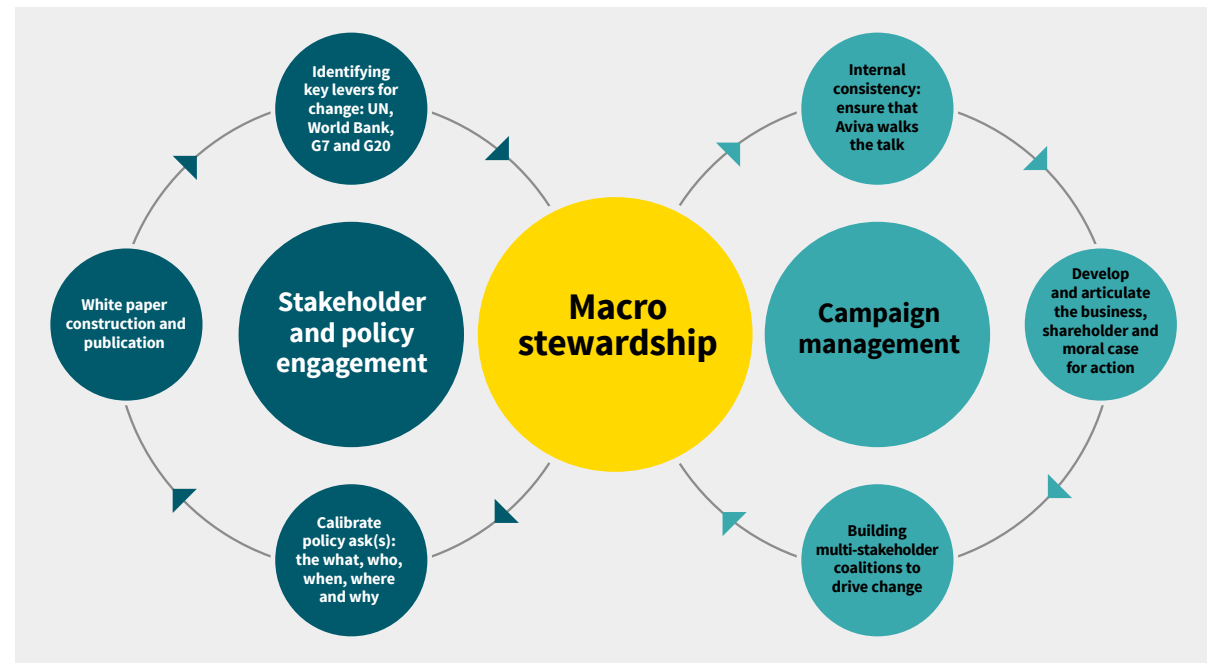 Identifying
key levers for
change: UN,
World Bank,
G7 and G20
White paper
construction and
publication
Stakeholder
and policy
engagement
Calibrate
policy ask(s):
the what, who,
when, where
and why
Macro
stewardship
Internal
consistency:
ensure that
Aviva walks
the talk
Campaign
management
Develop
and articulate
the business,
shareholder and
moral case
for action
Building
multi-stakeholder
coalitions to
drive change